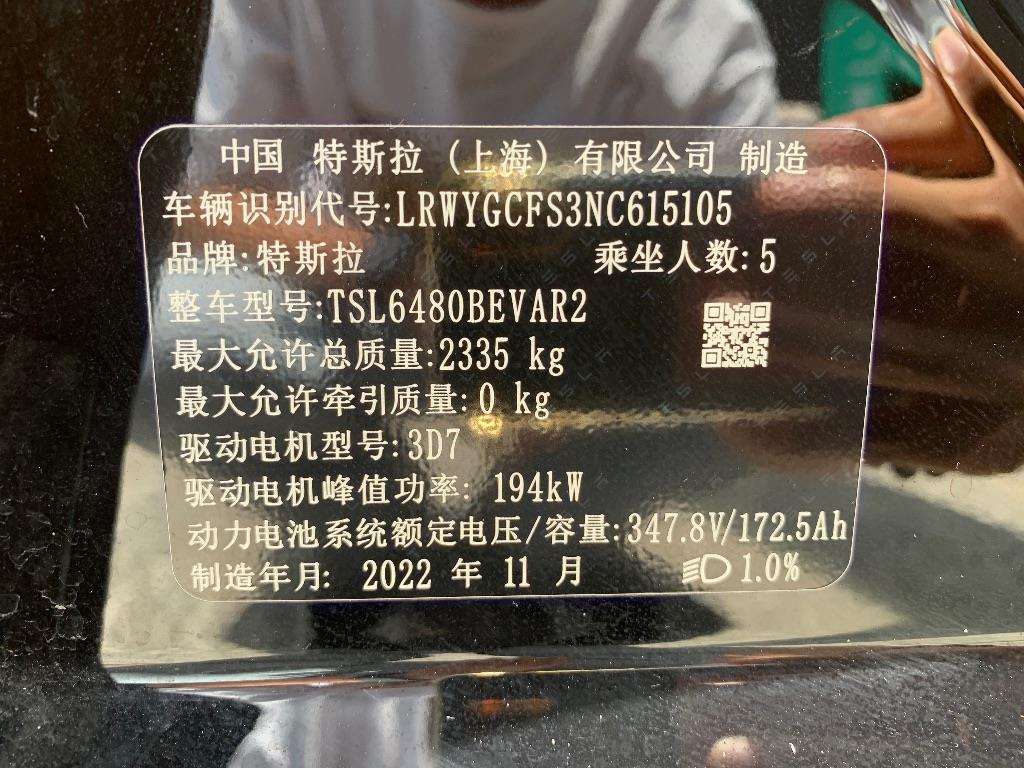 中国 特斯拉 (上海) 有限公司 制造
车辆识别代号:LRWYGCFS3NC615105
品牌:特斯拉 乘坐人数:5
整车型号:TSL6480BEVAR2
最大允许总质量:2335 kg
最大允许牵引质量:0 kg
驱动电机型号:3D7
驱动电机峰值功率: 194kW
动力电池系统额定电压/容量:347.8V/172.5Ah
制造年月: 2022 年 11 月 1.0%